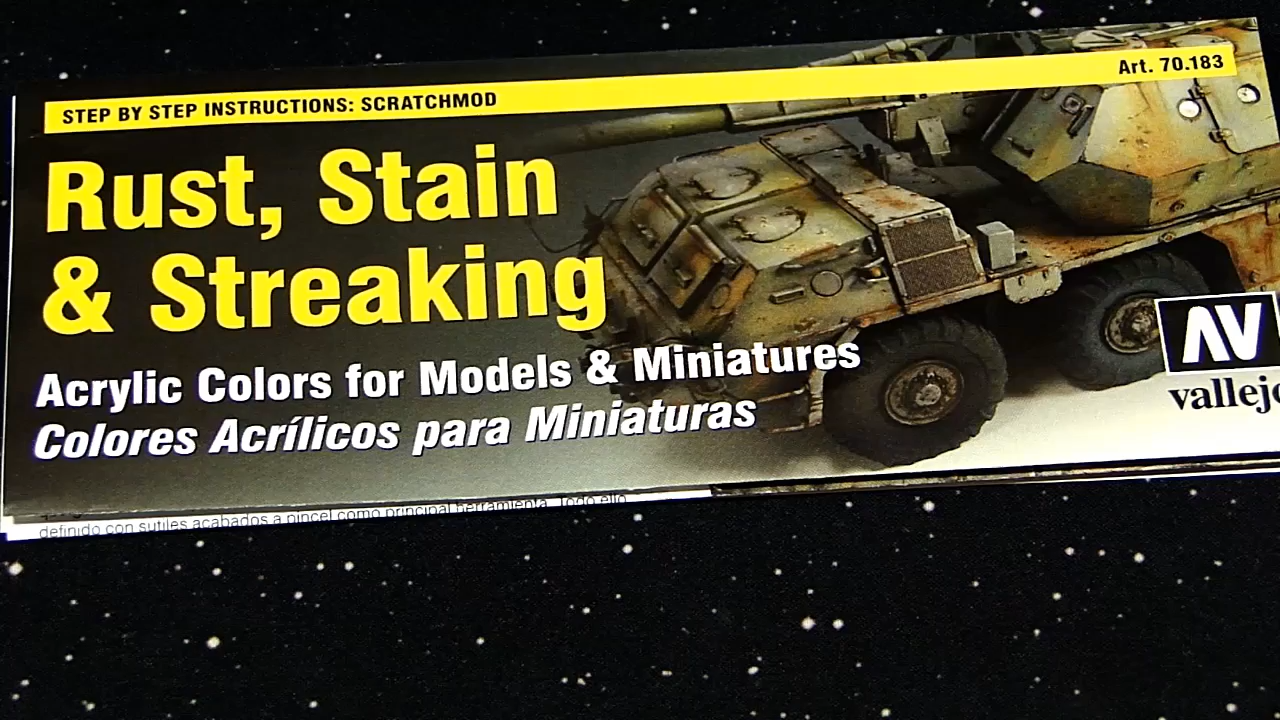 STEP BY STEP INSTRUCTIONS: SCRATCHMOD
Art. 70.183
Rust, Stain
& Streaking
Acrylic Colors for Models & Miniatures
Colores Acrílicos para Miniaturas
AV
vallejo
definido con sutiles acabados a pincel como principal herramienta. Todo ello